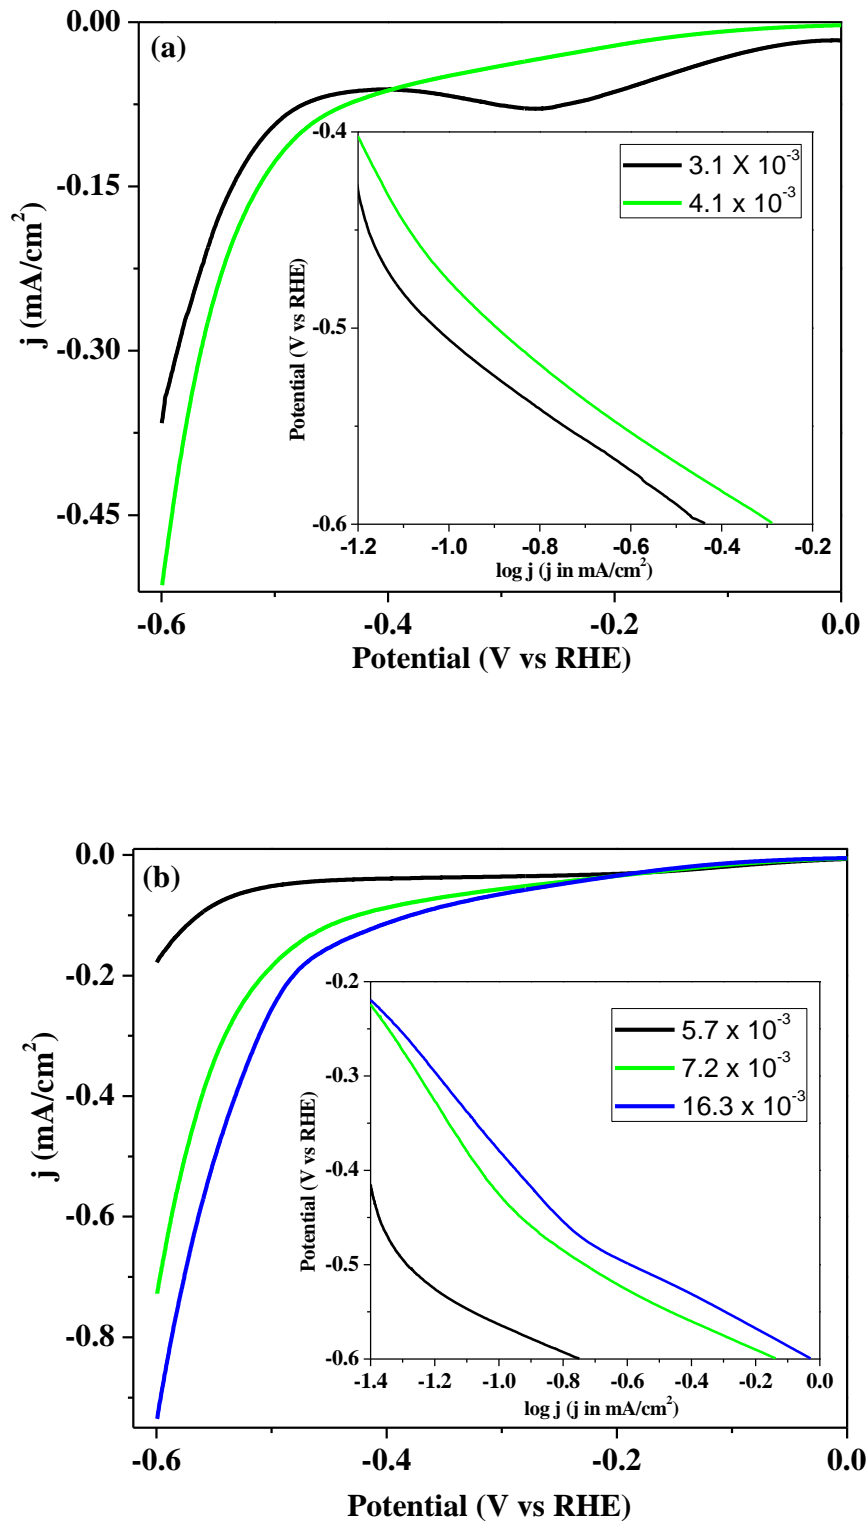 (a)
0.00
-0.15
-0.30
-0.45
j (mA/cm²)
-0.6
-0.4
-0.2
0.0
Potential (V vs RHE)
-0.4
-0.5
-0.6
Potential (V vs RHE)
3.1 X 10⁻³
4.1 x 10⁻³
-1.2
-1.0
-0.8
-0.6
-0.4
-0.2
log j (j in mA/cm²)
(b)
0.0
-0.2
-0.4
-0.6
-0.8
j (mA/cm²)
-0.6
-0.4
-0.2
0.0
Potential (V vs RHE)
-0.2
-0.3
-0.4
-0.5
-0.6
Potential (V vs RHE)
5.7 x 10⁻³
7.2 x 10⁻³
16.3 x 10⁻³
-1.4
-1.2
-1.0
-0.8
-0.6
-0.4
-0.2
0.0
log j (j in mA/cm²)